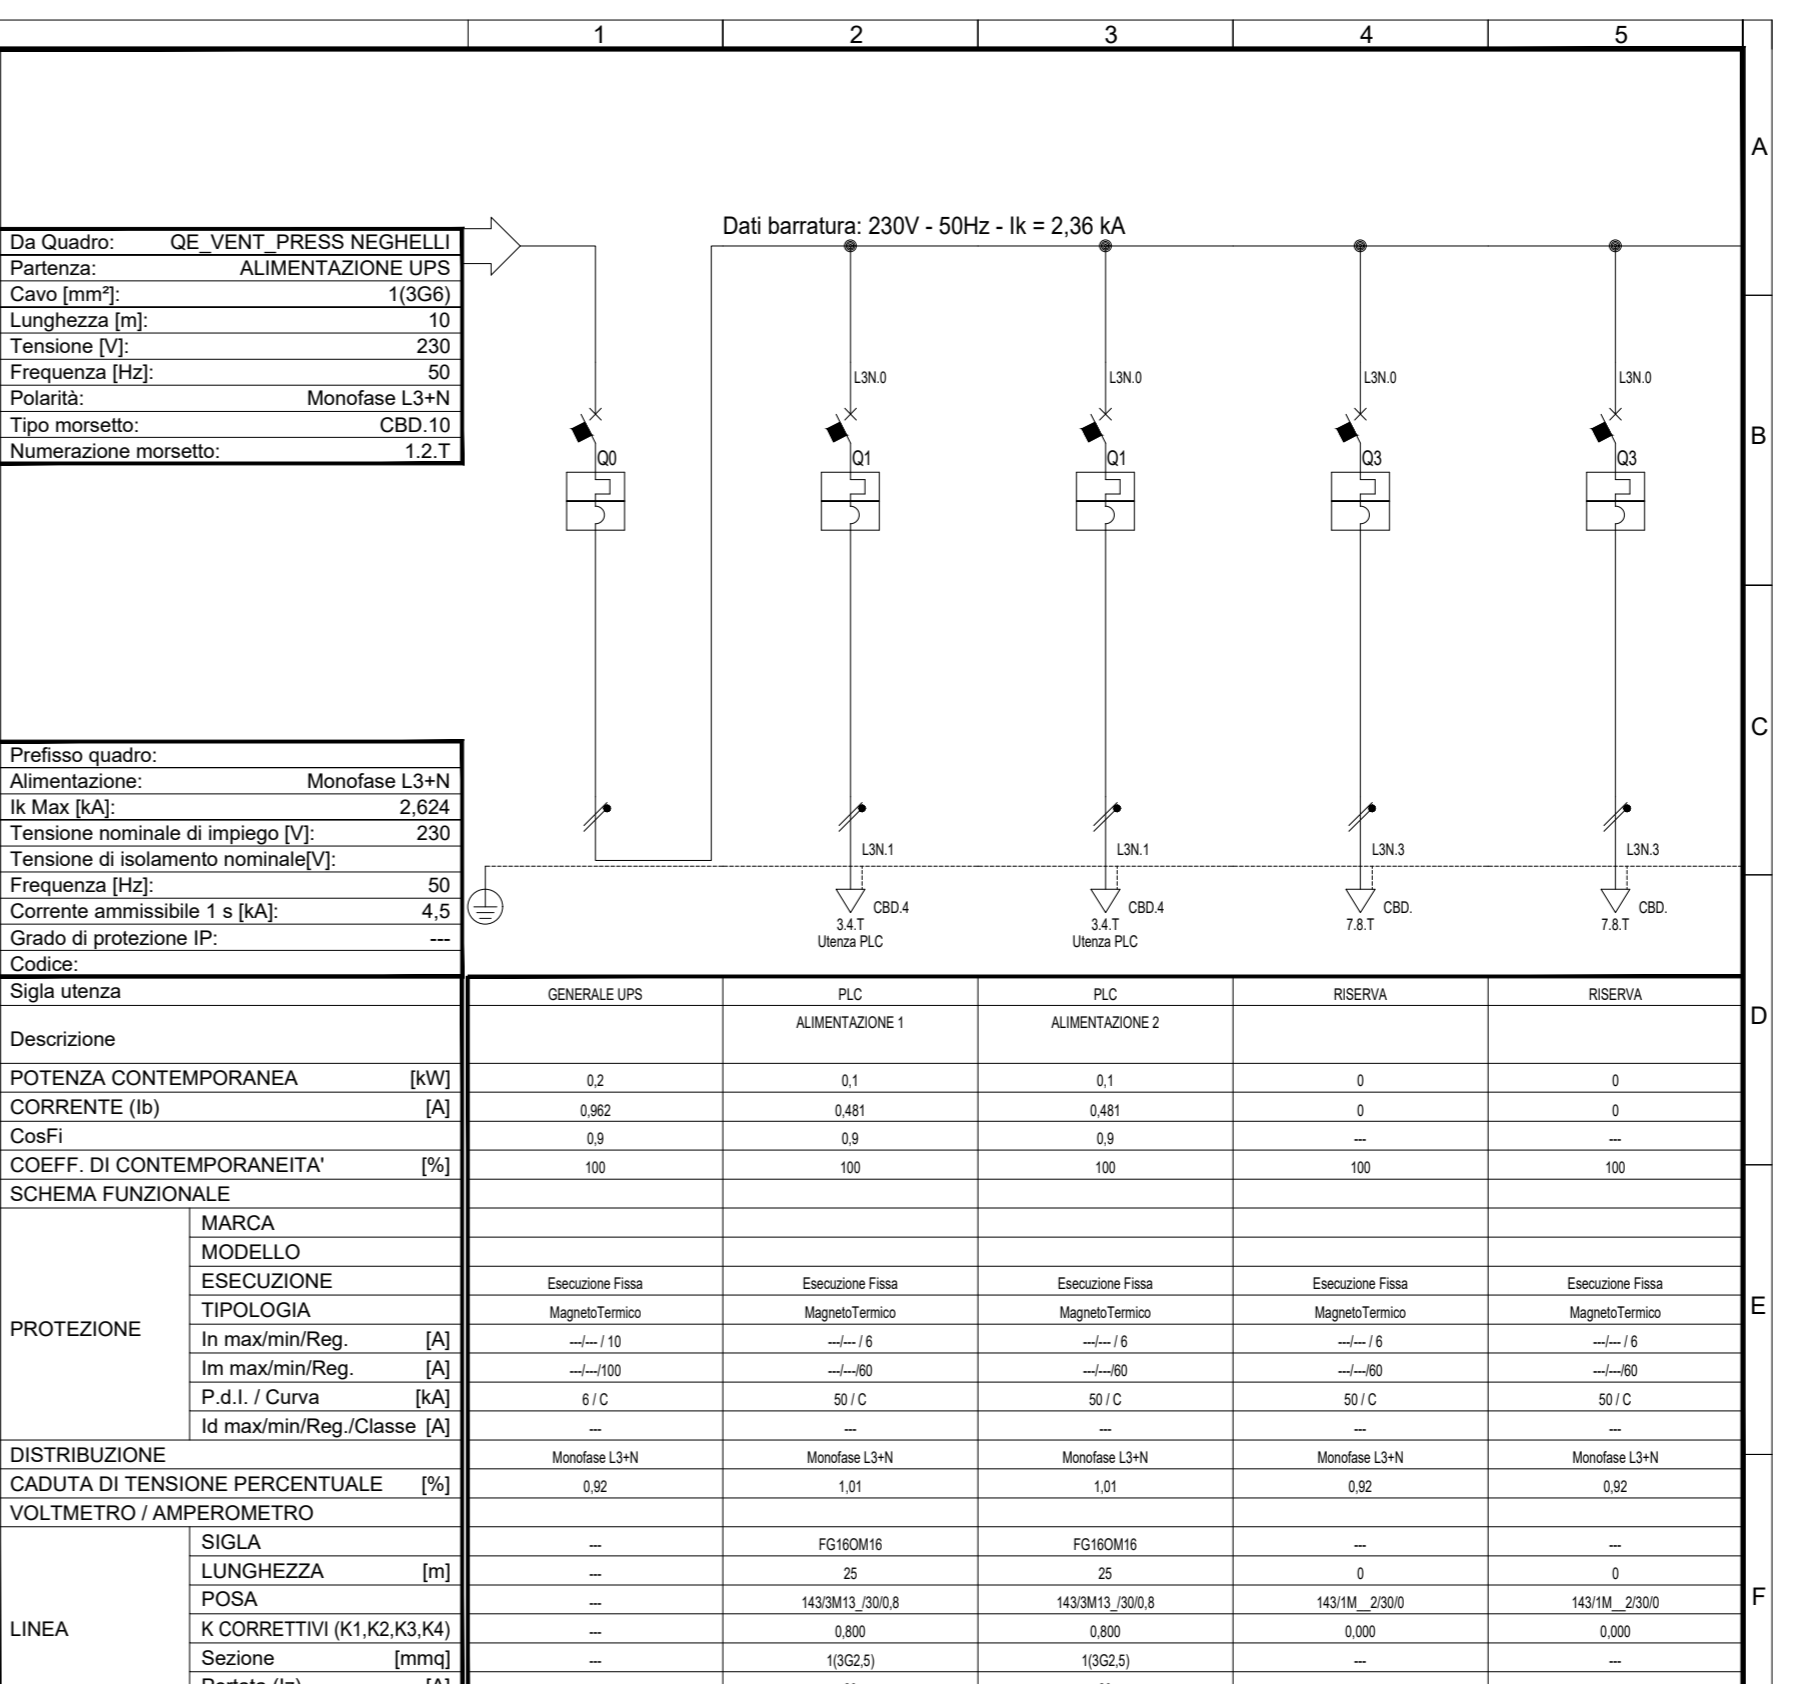 1 2 3 4 5
A
Dati barratura: 230V - 50Hz - Ik = 2,36 kA
Da Quadro: QE_VENT_PRESS NEGHELLI
Partenza: ALIMENTAZIONE UPS
Cavo [mm²]: 1(3G6)
Lunghezza [m]: 10
Tensione [V]: 230
Frequenza [Hz]: 50
Polarità: Monofase L3+N
Tipo morsetto: CBD.10
Numerazione morsetto: 1.2.T
L3N.0 L3N.0 L3N.0 L3N.0
B
Q0 Q1 Q1 Q3 Q3
C
Prefisso quadro:
Alimentazione: Monofase L3+N
Ik Max [kA]: 2,624
Tensione nominale di impiego [V]: 230
Tensione di isolamento nominale[V]:
Frequenza [Hz]: 50
Corrente ammissibile 1 s [kA]: 4,5
Grado di protezione IP: ---
Codice:
L3N.1 L3N.1 L3N.3 L3N.3
CBD.4 CBD.4 CBD. CBD.
3.4.T 3.4.T 7.8.T 7.8.T
Utenza PLC Utenza PLC
Sigla utenza GENERALE UPS PLC PLC RISERVA RISERVA
D
Descrizione ALIMENTAZIONE 1 ALIMENTAZIONE 2
POTENZA CONTEMPORANEA [kW] 0,2 0,1 0,1 0 0
CORRENTE (Ib) [A] 0,962 0,481 0,481 0 0
CosFi 0,9 0,9 0,9 --- ---
COEFF. DI CONTEMPORANEITA' [%] 100 100 100 100 100
SCHEMA FUNZIONALE
PROTEZIONE
MARCA
MODELLO
ESECUZIONE Esecuzione Fissa Esecuzione Fissa Esecuzione Fissa Esecuzione Fissa Esecuzione Fissa
TIPOLOGIA MagnetoTermico MagnetoTermico MagnetoTermico MagnetoTermico MagnetoTermico
E
In max/min/Reg. [A] ---/--- / 10 ---/--- / 6 ---/--- / 6 ---/--- / 6 ---/--- / 6
Im max/min/Reg. [A] ---/---/100 ---/---/60 ---/---/60 ---/---/60 ---/---/60
P.d.I. / Curva [kA] 6 / C 50 / C 50 / C 50 / C 50 / C
Id max/min/Reg./Classe [A] --- --- --- --- ---
DISTRIBUZIONE Monofase L3+N Monofase L3+N Monofase L3+N Monofase L3+N Monofase L3+N
CADUTA DI TENSIONE PERCENTUALE [%] 0,92 1,01 1,01 0,92 0,92
VOLTMETRO / AMPEROMETRO
LINEA
SIGLA --- FG16OM16 FG16OM16 --- ---
LUNGHEZZA [m] --- 25 25 0 0
POSA --- 143/3M13_/30/0,8 143/3M13_/30/0,8 143/1M__2/30/0 143/1M__2/30/0
F
K CORRETTIVI (K1,K2,K3,K4) --- 0,800 0,800 0,000 0,000
Sezione [mmq] --- 1(3G2,5) 1(3G2,5) --- ---
Portata (Iz) [A]